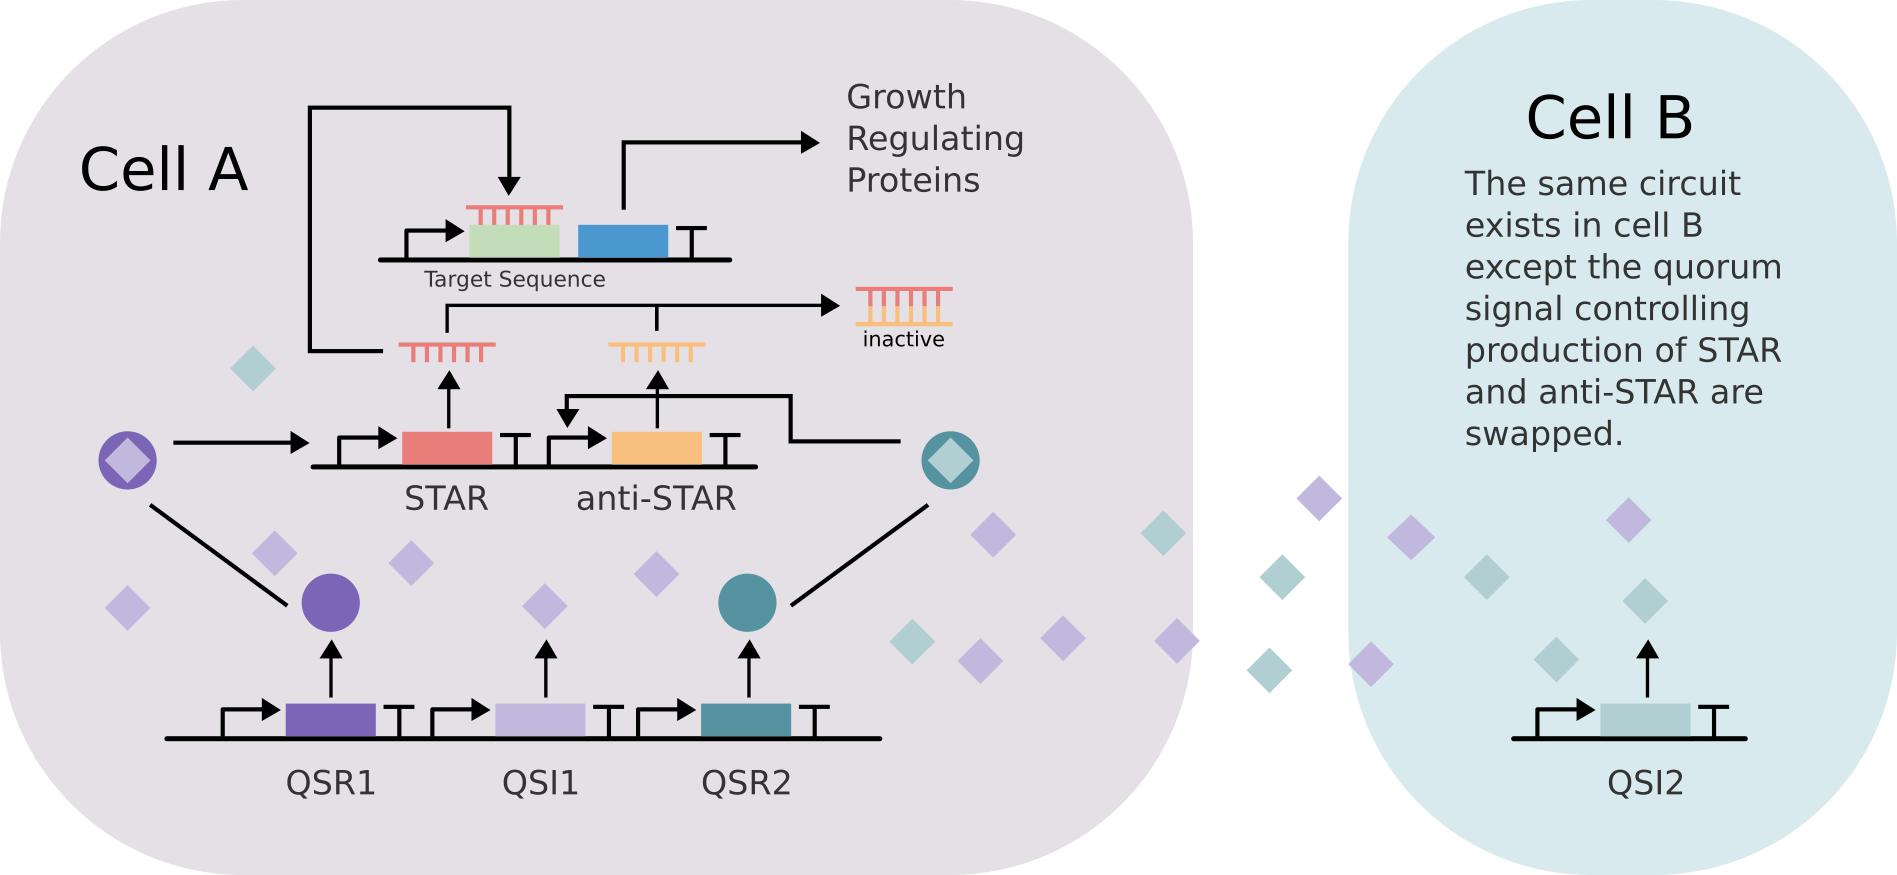 Cell A
Growth
Regulating
Proteins
Target Sequence
inactive
STAR
anti-STAR
QSR1
QSI1
QSR2
Cell B
The same circuit
exists in cell B
except the quorum
signal controlling
production of STAR
and anti-STAR are
swapped.
QSI2